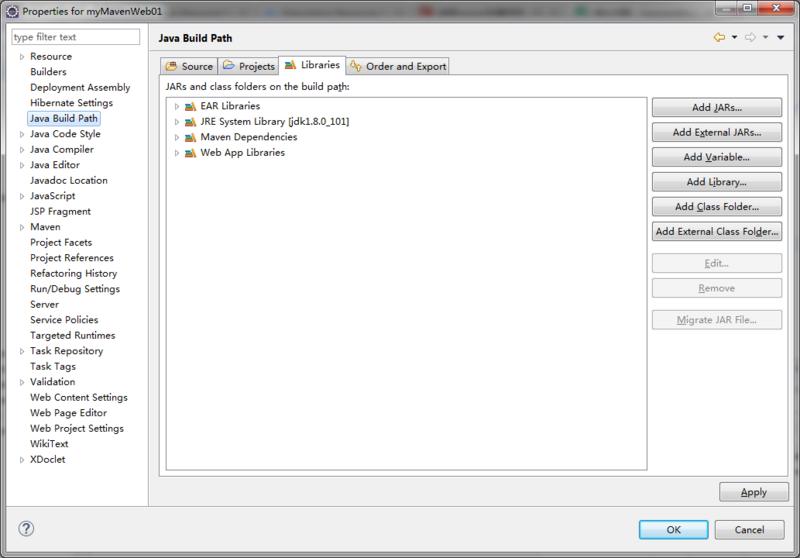 Properties for myMavenWeb01
type filter text
Resource
Builders
Deployment Assembly
Hibernate Settings
Java Build Path
Java Code Style
Java Compiler
Java Editor
Javadoc Location
JavaScript
JSP Fragment
Maven
Project Facets
Project References
Refactoring History
Run/Debug Settings
Server
Service Policies
Targeted Runtimes
Task Repository
Task Tags
Validation
Web Content Settings
Web Page Editor
Web Project Settings
WikiText
XDoclet
Java Build Path
Source Projects Libraries Order and Export
JARs and class folders on the build path:
EAR Libraries
JRE System Library [jdk1.8.0_101]
Maven Dependencies
Web App Libraries
Add JARs...
Add External JARs...
Add Variable...
Add Library...
Add Class Folder...
Add External Class Folder...
Edit...
Remove
Migrate JAR File...
Apply
OK Cancel